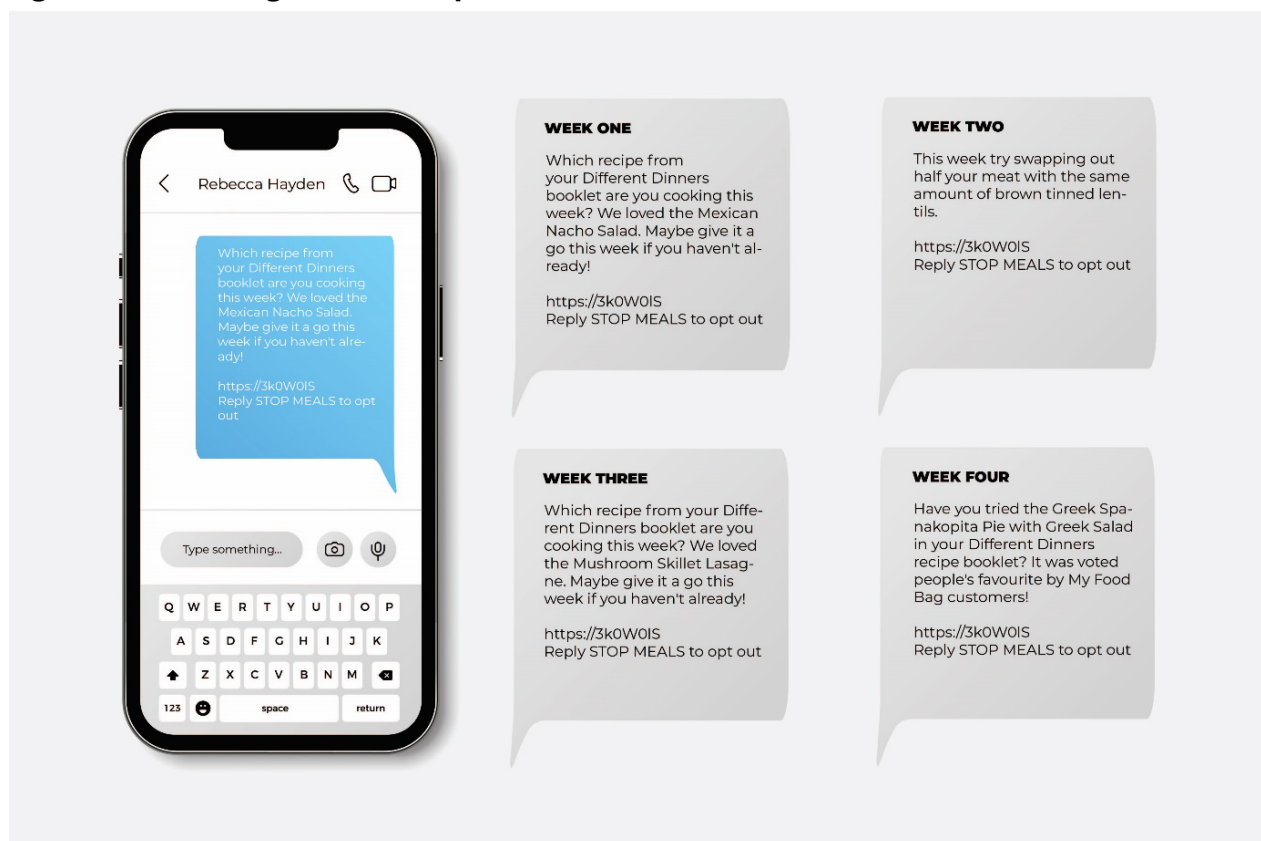 Rebecca Hayden
Which recipe from
your Different Dinners
booklet are you cooking
this week? We loved the
Mexican Nacho Salad.
Maybe give it a go this
week if you haven't alre-
ady!
https://3k0W0lS
Reply STOP MEALS to opt
out
Type something...
Q W E R T Y U I O P
A S D F G H I J K
Z X C V B N M
123 space return
WEEK ONE
Which recipe from
your Different Dinners
booklet are you cooking this
week? We loved the Mexican
Nacho Salad. Maybe give it a
go this week if you haven't al-
ready!
https://3k0W0lS
Reply STOP MEALS to opt out
WEEK TWO
This week try swapping out
half your meat with the same
amount of brown tinned len-
tils.
https://3k0W0lS
Reply STOP MEALS to opt out
WEEK THREE
Which recipe from your Diffe-
rent Dinners booklet are you
cooking this week? We loved
the Mushroom Skillet Lasag-
ne. Maybe give it a go this
week if you haven't already!
https://3k0W0lS
Reply STOP MEALS to opt out
WEEK FOUR
Have you tried the Greek Spa-
nakopita Pie with Greek Salad
in your Different Dinners
recipe booklet? It was voted
people's favourite by My Food
Bag customers!
https://3k0W0lS
Reply STOP MEALS to opt out